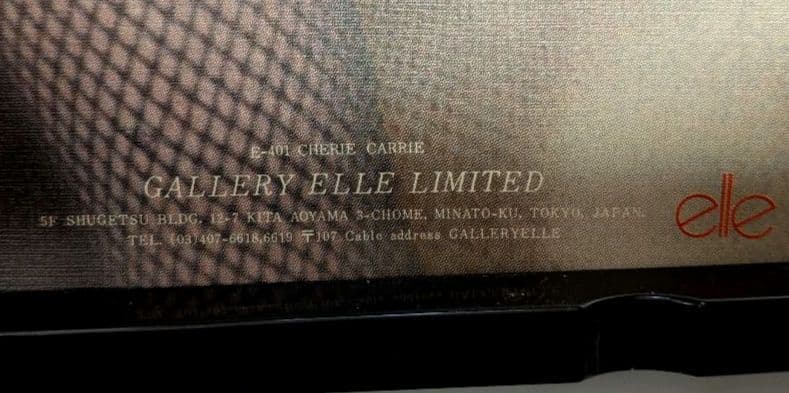 E-401 CHERIE CARRIE
GALLERY ELLE LIMITED
5F SHUGETSU BLDG, 12-7 KITA AOYAMA 3-CHOME, MINATO-KU, TOKYO, JAPAN.
TEL. (03)407-6618,6619 〒107 Cable address GALLERYELLE
elle